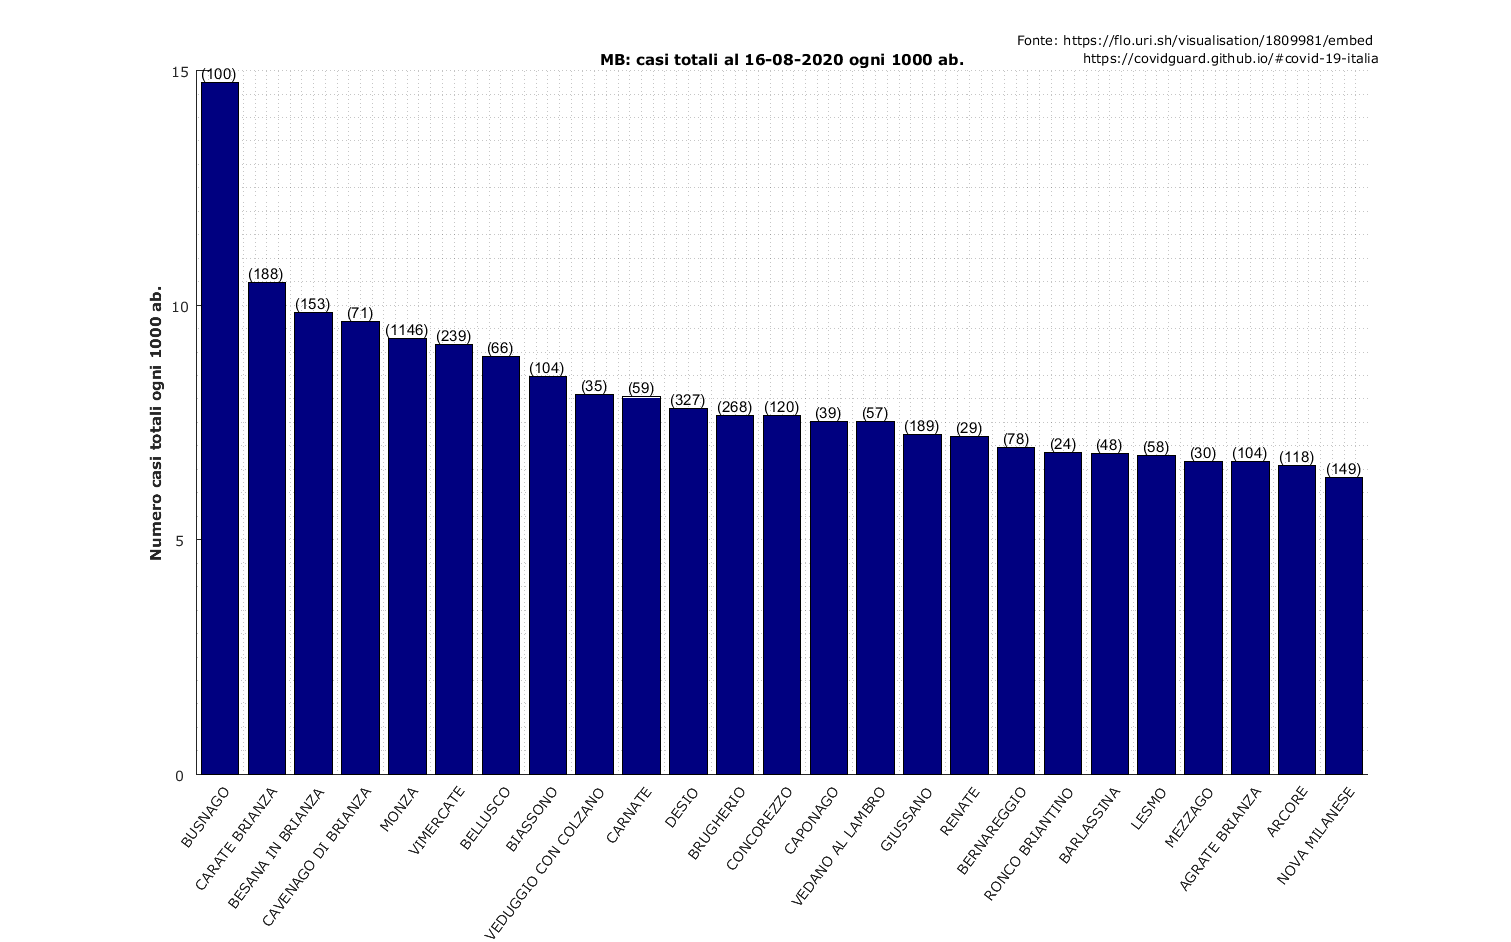 Fonte: https://flo.uri.sh/visualisation/1809981/embed
https://covidguard.github.io/#covid-19-italia
MB: casi totali al 16-08-2020 ogni 1000 ab.
Numero casi totali ogni 1000 ab.
15
10
5
0
(100)
(188)
(153)
(71)
(1146)
(239)
(66)
(104)
(35)
(59)
(327)
(268)
(120)
(39)
(57)
(189)
(29)
(78)
(24)
(48)
(58)
(30)
(104)
(118)
(149)
BUSNAGO
CARATE BRIANZA
BESANA IN BRIANZA
CAVENAGO DI BRIANZA
MONZA
VIMERCATE
BELLUSCO
BIASSONO
VEDUGGIO CON COLZANO
CARNATE
DESIO
BRUGHERIO
CONCOREZZO
CAPONAGO
VEDANO AL LAMBRO
GIUSSANO
RENATE
BERNAREGGIO
RONCO BRIANTINO
BARLASSINA
LESMO
MEZZAGO
AGRATE BRIANZA
ARCORE
NOVA MILANESE